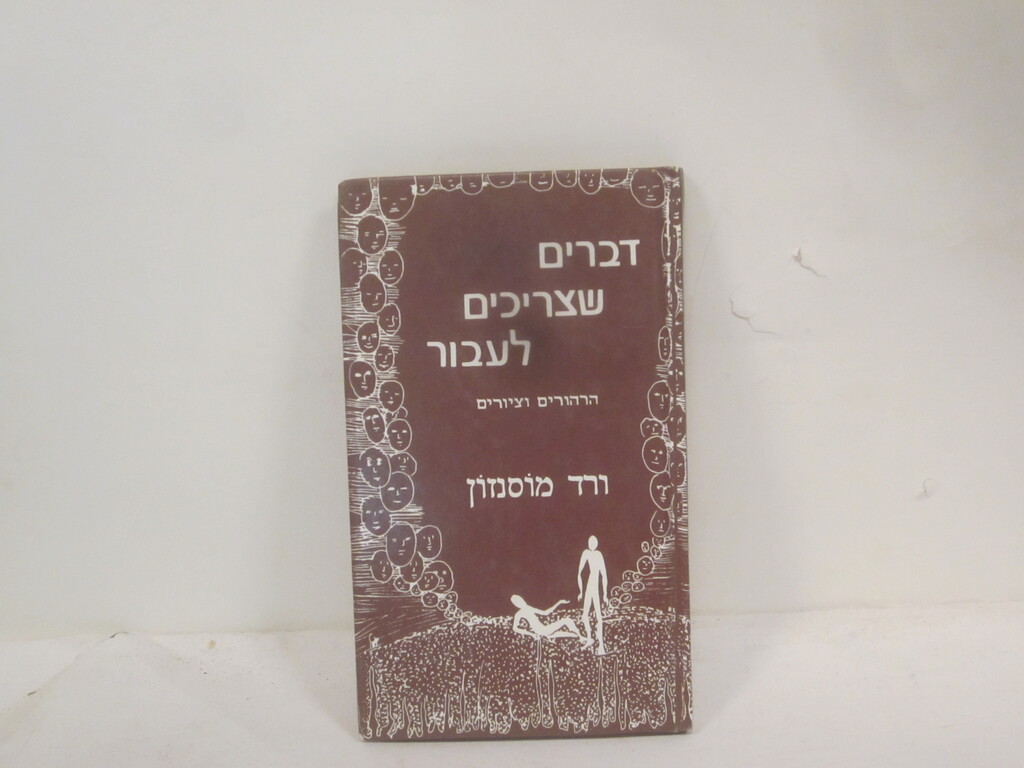 דברים
שצריכים
לעבור
הרהורים וציורים
ורד מוסנזון